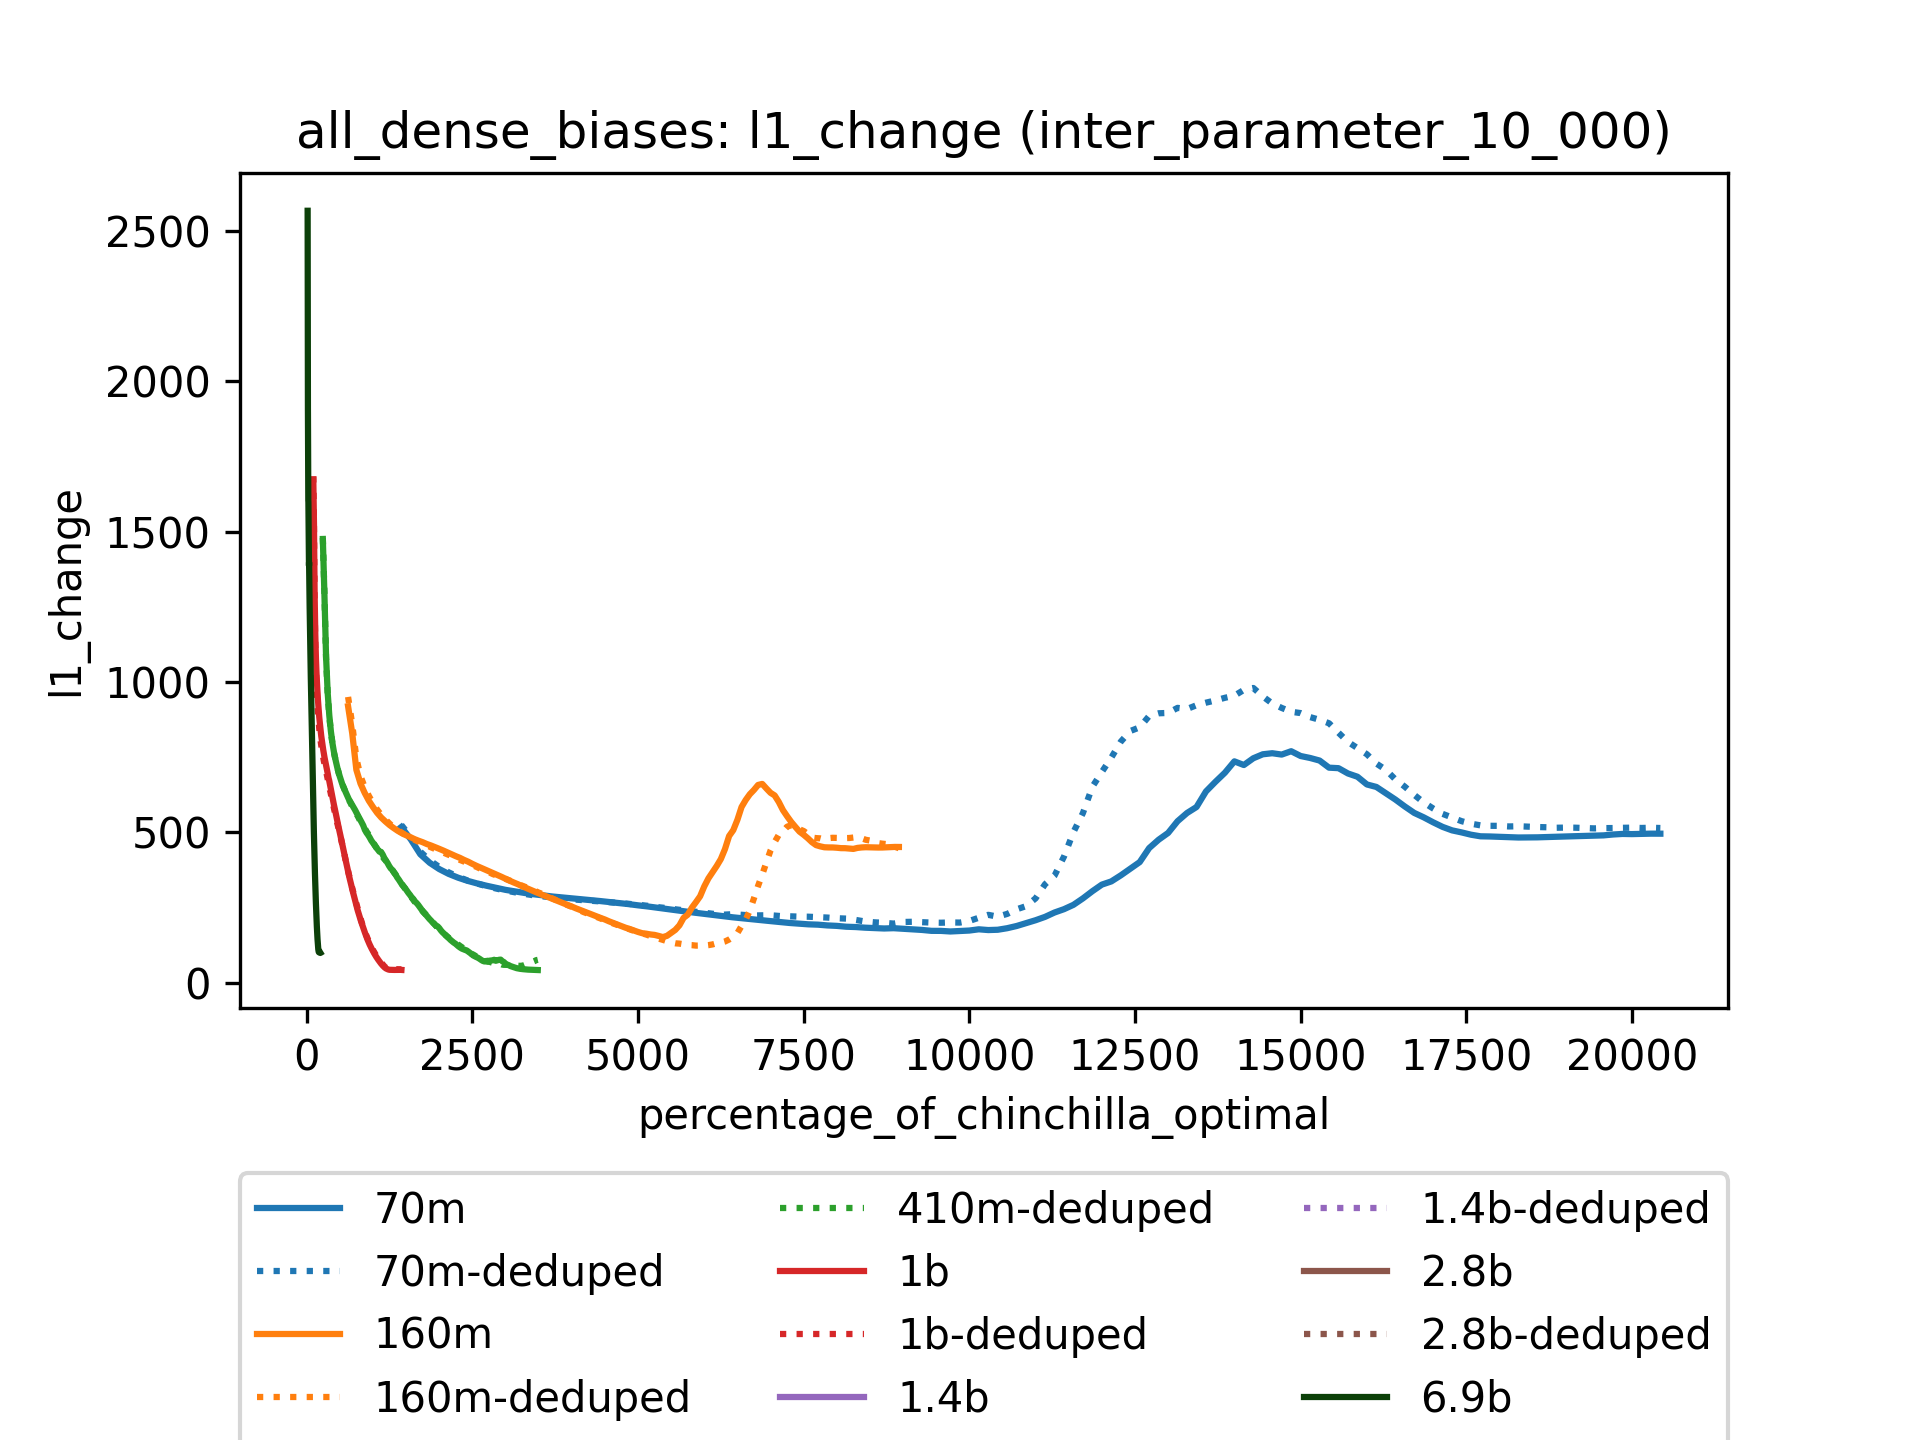 all_dense_biases: l1_change (inter_parameter_10_000)
2500
2000
1500
1000
500
0
l1_change
0 2500 5000 7500 10000 12500 15000 17500 20000
percentage_of_chinchilla_optimal
70m 410m-deduped 1.4b-deduped
70m-deduped 1b 2.8b
160m 1b-deduped 2.8b-deduped
160m-deduped 1.4b 6.9b